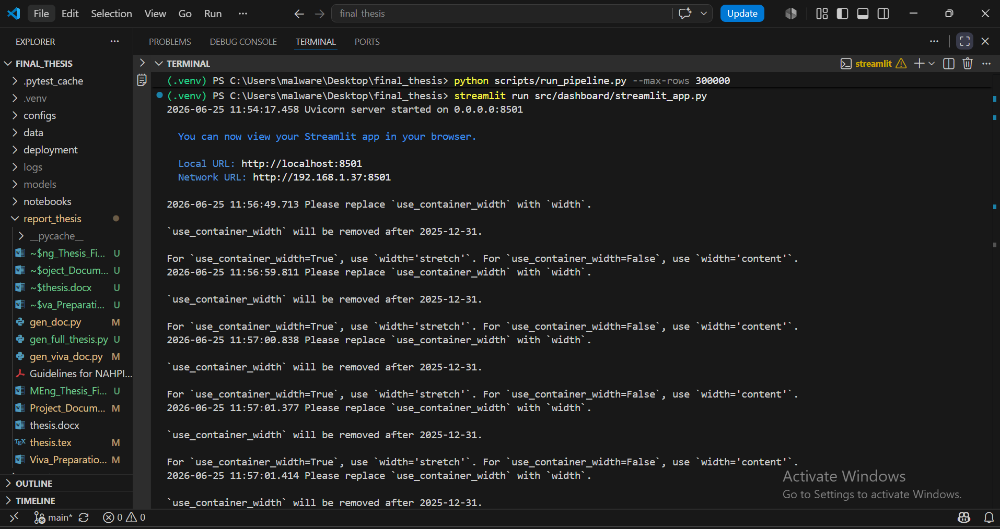 File Edit Selection View Go Run ··· final_thesis Update
EXPLORER ···
PROBLEMS DEBUG CONSOLE TERMINAL PORTS ···
FINAL_THESIS
.pytest_cache
.venv
configs
data
deployment
logs
models
notebooks
report_thesis
__pycache__
~$ng_Thesis_Fi... U
~$oject_Docum... U
~$thesis.docx U
~$va_Preparati... U
gen_doc.py M
gen_full_thesis.py U
gen_viva_doc.py M
Guidelines for NAHPI...
MEng_Thesis_Fi... U
Project_Docum... M
thesis.docx
TEX thesis.tex M
Viva_Preparatio... M
OUTLINE
TIMELINE
TERMINAL streamlit ···
(.venv) PS C:\Users\malware\Desktop\final_thesis> python scripts/run_pipeline.py --max-rows 300000
(.venv) PS C:\Users\malware\Desktop\final_thesis> streamlit run src/dashboard/streamlit_app.py
2026-06-25 11:54:17.458 Uvicorn server started on 0.0.0.0:8501
You can now view your Streamlit app in your browser.
Local URL: http://localhost:8501
Network URL: http://192.168.1.37:8501
2026-06-25 11:56:49.713 Please replace `use_container_width` with `width`.
`use_container_width` will be removed after 2025-12-31.
For `use_container_width=True`, use `width='stretch'`. For `use_container_width=False`, use `width='content'`.
2026-06-25 11:56:59.811 Please replace `use_container_width` with `width`.
`use_container_width` will be removed after 2025-12-31.
For `use_container_width=True`, use `width='stretch'`. For `use_container_width=False`, use `width='content'`.
2026-06-25 11:57:00.838 Please replace `use_container_width` with `width`.
`use_container_width` will be removed after 2025-12-31.
For `use_container_width=True`, use `width='stretch'`. For `use_container_width=False`, use `width='content'`.
2026-06-25 11:57:01.377 Please replace `use_container_width` with `width`.
`use_container_width` will be removed after 2025-12-31.
For `use_container_width=True`, use `width='stretch'`. For `use_container_width=False`, use `width='content'`.
2026-06-25 11:57:01.414 Please replace `use_container_width` with `width`.
`use_container_width` will be removed after 2025-12-31.
Activate Windows
Go to Settings to activate Windows.
main* 0 0